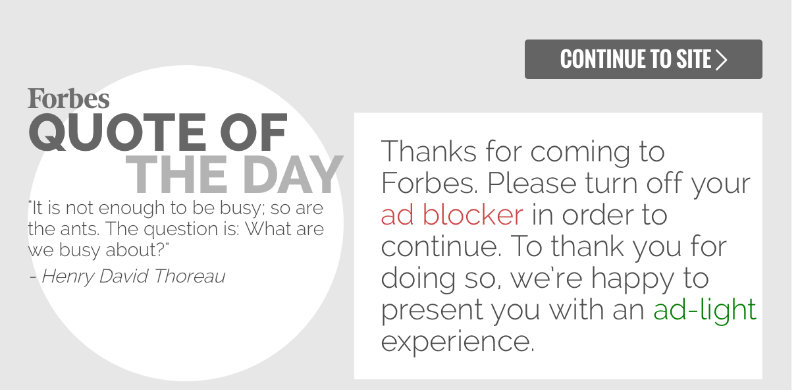 CONTINUE TO SITE
Forbes
QUOTE OF
THE DAY
"It is not enough to be busy; so are
the ants. The question is: What are
we busy about?"
- Henry David Thoreau
Thanks for coming to
Forbes. Please turn off your
ad blocker in order to
continue. To thank you for
doing so, we're happy to
present you with an ad-light
experience.